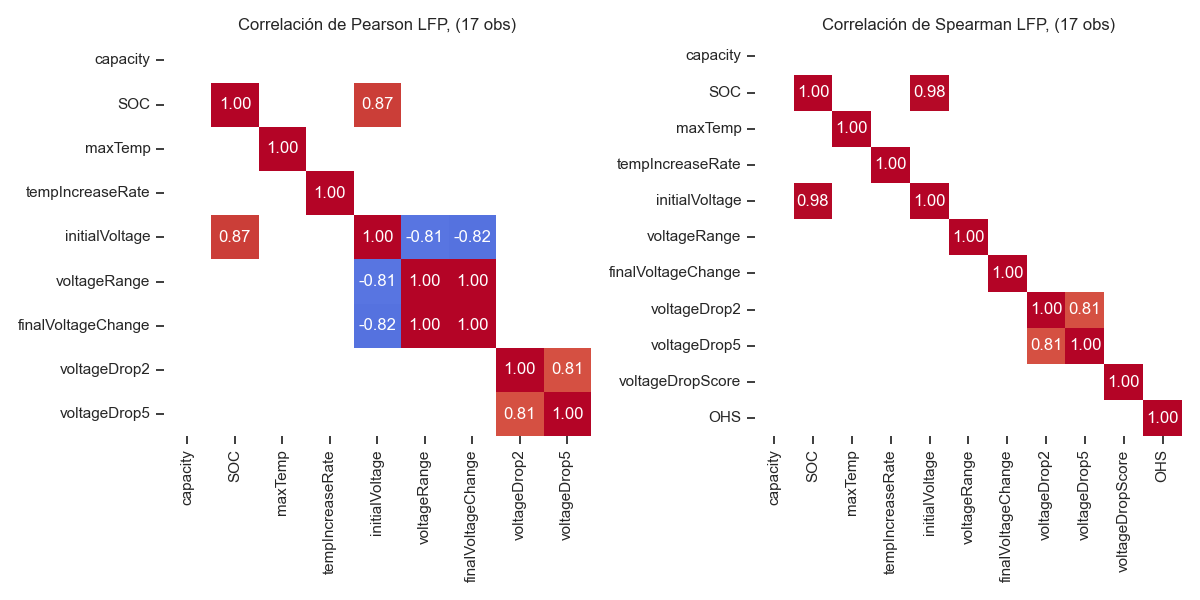 Correlación de Pearson LFP, (17 obs)
capacity
SOC 1.00 0.87
maxTemp 1.00
tempIncreaseRate 1.00
initialVoltage 0.87 1.00 -0.81 -0.82
voltageRange -0.81 1.00 1.00
finalVoltageChange -0.82 1.00 1.00
voltageDrop2 1.00 0.81
voltageDrop5 0.81 1.00
capacity
SOC
maxTemp
tempIncreaseRate
initialVoltage
voltageRange
finalVoltageChange
voltageDrop2
voltageDrop5
Correlación de Spearman LFP, (17 obs)
capacity
SOC 1.00 0.98
maxTemp 1.00
tempIncreaseRate 1.00
initialVoltage 0.98 1.00
voltageRange 1.00
finalVoltageChange 1.00
voltageDrop2 1.00 0.81
voltageDrop5 0.81 1.00
voltageDropScore 1.00
OHS 1.00
capacity
SOC
maxTemp
tempIncreaseRate
initialVoltage
voltageRange
finalVoltageChange
voltageDrop2
voltageDrop5
voltageDropScore
OHS